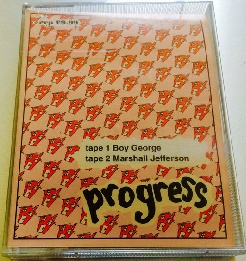 tape 1 Boy George
tape 2 Marshall Jefferson
progress